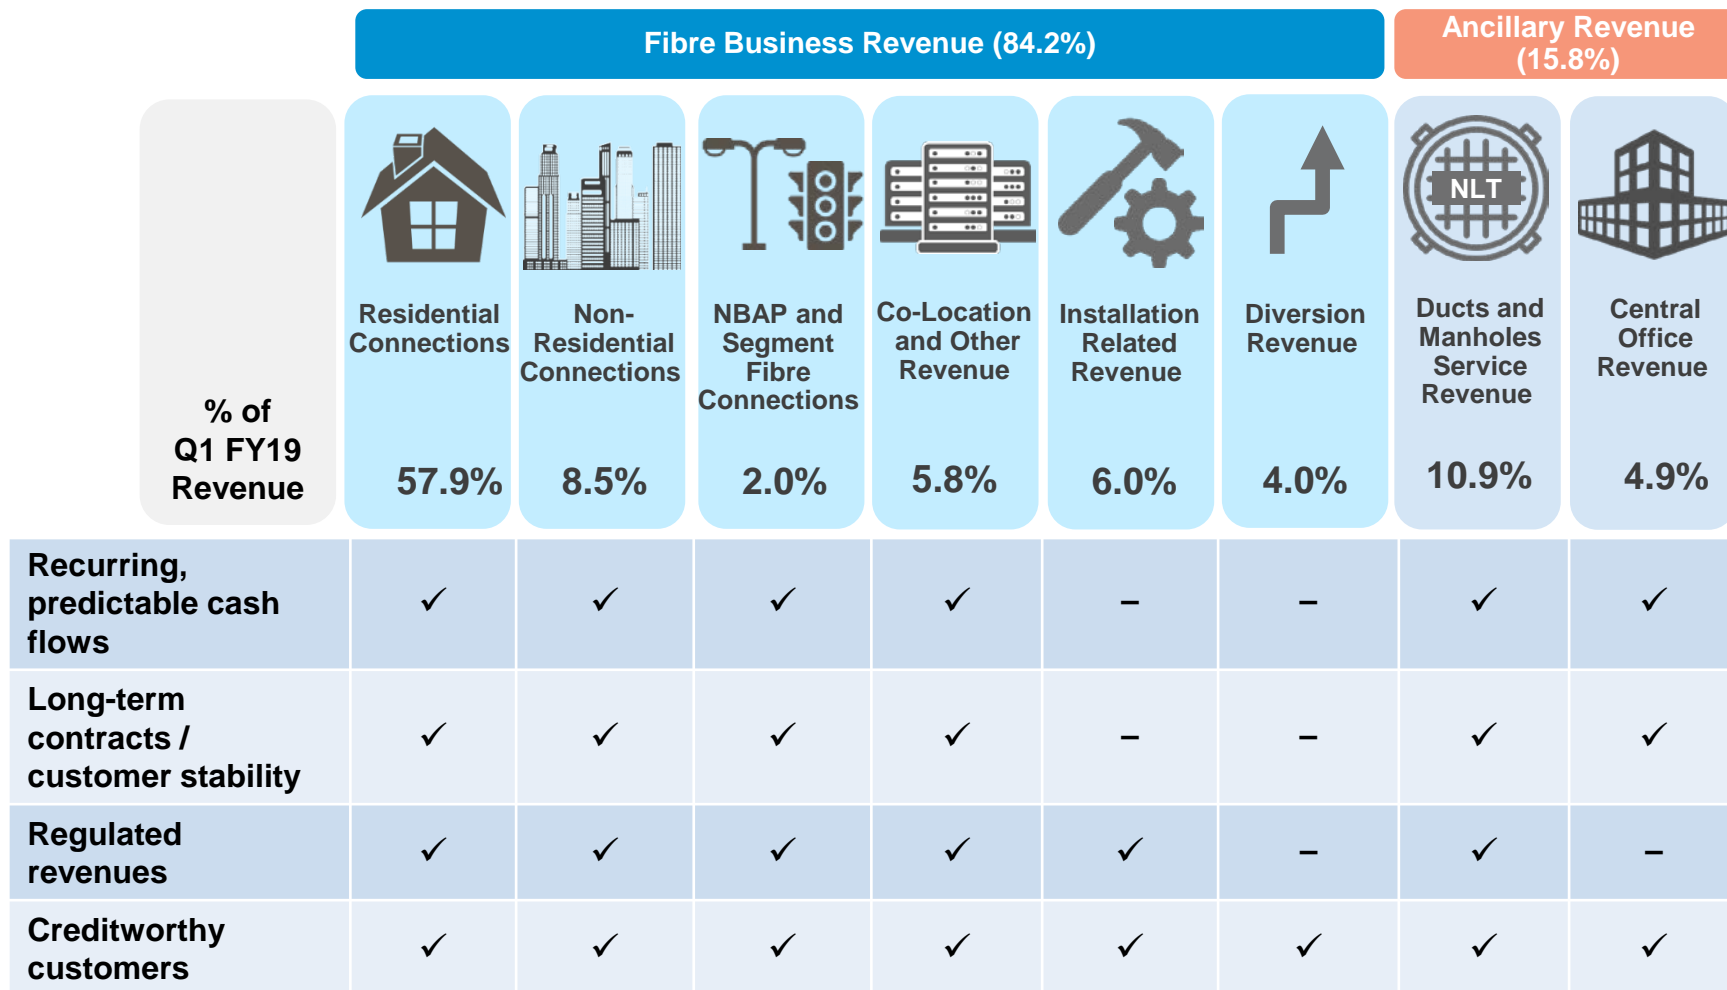 Fibre Business Revenue (84.2%)
Ancillary Revenue
(15.8%)
% of
Q1 FY19
Revenue
Residential
Connections
57.9%
Non-
Residential
Connections
8.5%
NBAP and
Segment
Fibre
Connections
2.0%
Co-Location
and Other
Revenue
5.8%
Installation
Related
Revenue
6.0%
Diversion
Revenue
4.0%
NLT
Ducts and
Manholes
Service
Revenue
10.9%
Central
Office
Revenue
4.9%
Recurring,
predictable cash
flows
✓ ✓ ✓ ✓ – – ✓ ✓
Long-term
contracts /
customer stability
✓ ✓ ✓ ✓ – – ✓ ✓
Regulated
revenues
✓ ✓ ✓ ✓ ✓ – ✓ –
Creditworthy
customers
✓ ✓ ✓ ✓ ✓ ✓ ✓ ✓